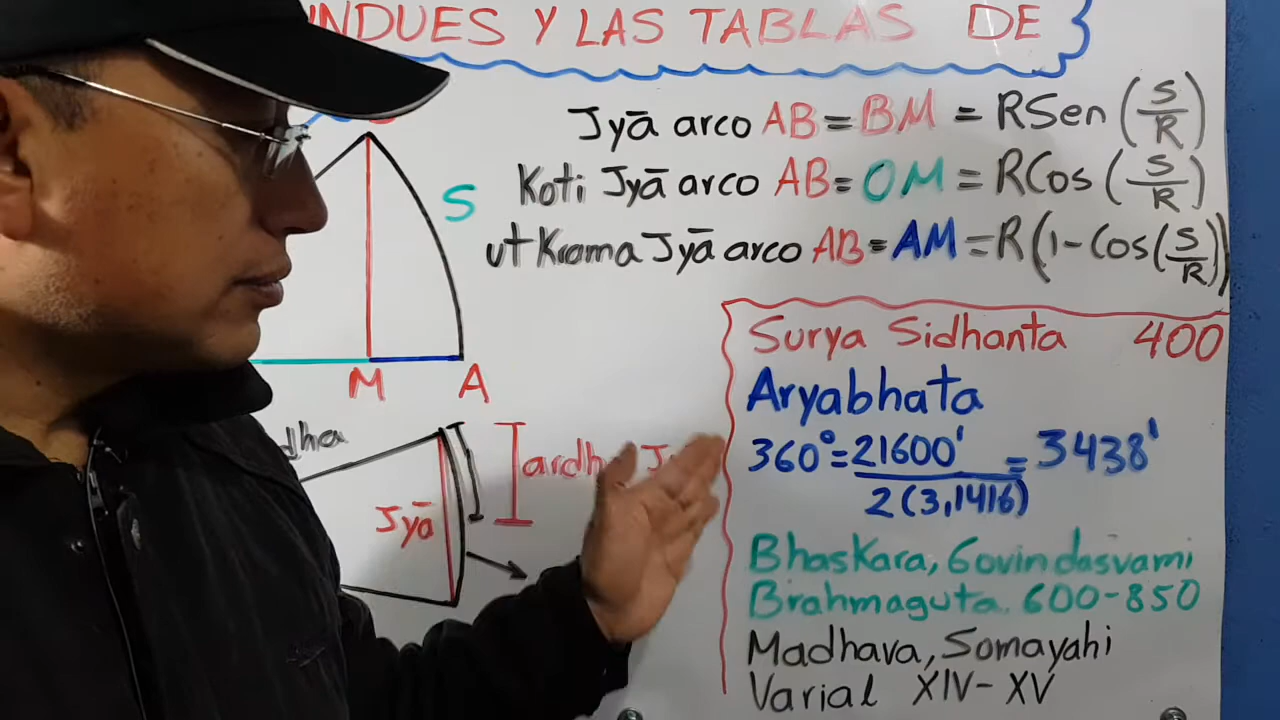 INDUES Y LAS TABLAS DE
Jyā arco AB = BM = RSen (S/R)
Koti Jyā arco AB = OM = RCos (S/R)
ut Krama Jyā arco AB = AM = R(1-Cos(S/R))
S
M A
Surya Sidhanta 400
Aryabhata
360° = 21600' / 2(3,1416) = 3438'
Jyā
Bhaskara, Govindasvami
Brahmaguta. 600-850
Madhava, Somayahi
Varial XIV-XV